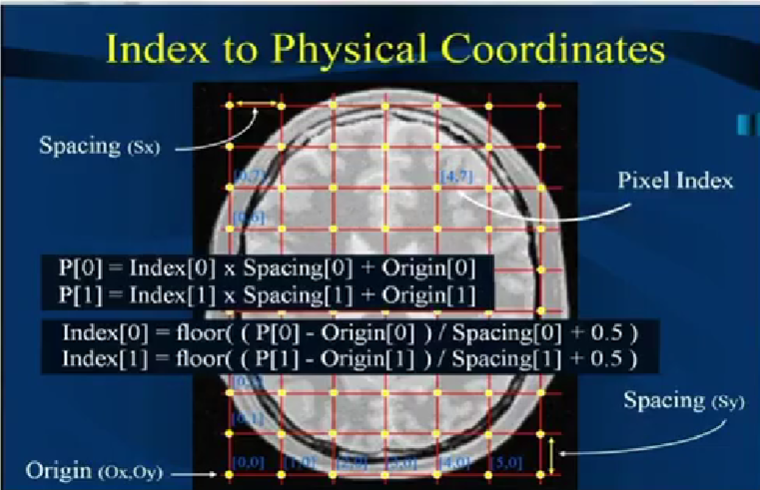 Index to Physical Coordinates
Spacing (Sx)
[0,7]
[4,7]
Pixel Index
[0,6]
P[0] = Index[0] x Spacing[0] + Origin[0]
P[1] = Index[1] x Spacing[1] + Origin[1]
Index[0] = floor( ( P[0] - Origin[0] ) / Spacing[0] + 0.5 )
Index[1] = floor( ( P[1] - Origin[1] ) / Spacing[1] + 0.5 )
Spacing (Sy)
[0,1]
Origin (Ox,Oy)
[0,0] [1,0] [2,0] [3,0] [4,0] [5,0]